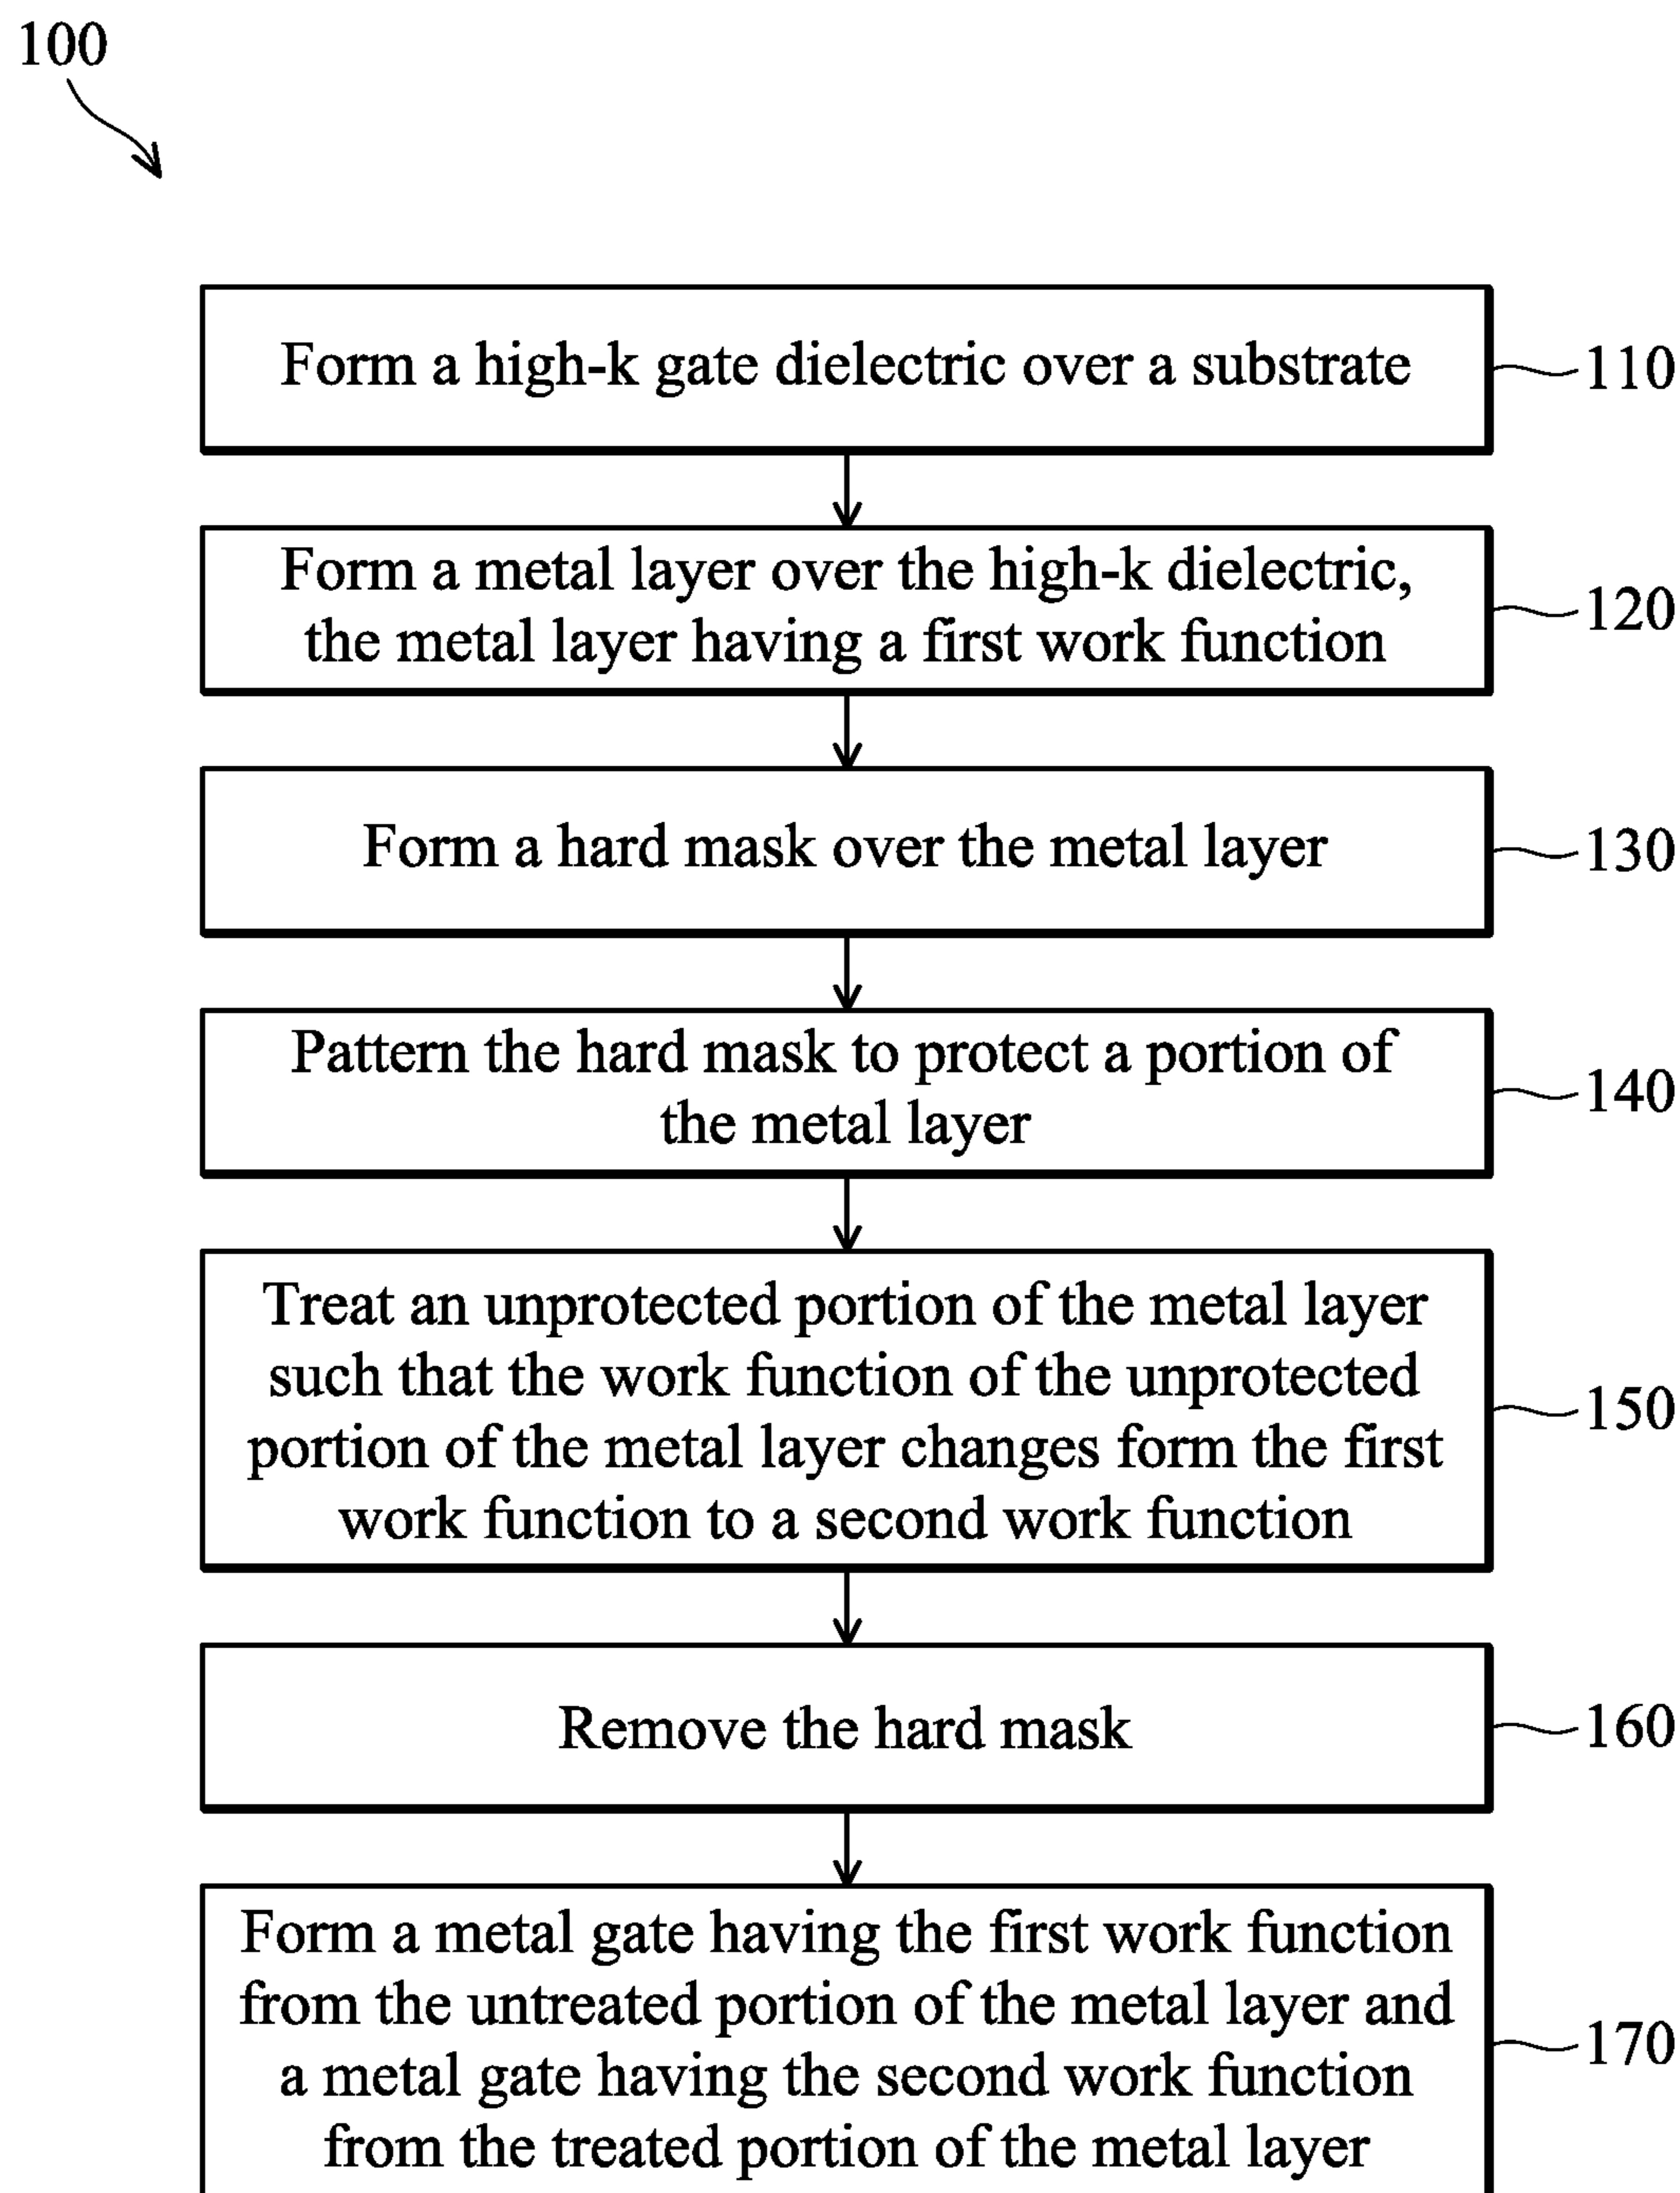 100
Form a high-k gate dielectric over a substrate
110
Form a metal layer over the high-k dielectric,
the metal layer having a first work function
120
Form a hard mask over the metal layer
130
Pattern the hard mask to protect a portion of
the metal layer
140
Treat an unprotected portion of the metal layer
such that the work function of the unprotected
portion of the metal layer changes form the first
work function to a second work function
150
Remove the hard mask
160
Form a metal gate having the first work function
from the untreated portion of the metal layer and
a metal gate having the second work function
from the treated portion of the metal layer
170